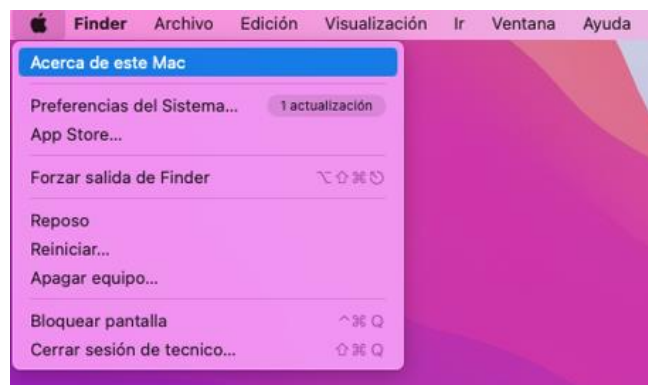 Finder Archivo Edición Visualización Ir Ventana Ayuda
Acerca de este Mac
Preferencias del Sistema... 1 actualización
App Store...
Forzar salida de Finder ⌥⇧⌘⎋
Reposo
Reiniciar...
Apagar equipo...
Bloquear pantalla ^⌘Q
Cerrar sesión de tecnico... ⇧⌘Q